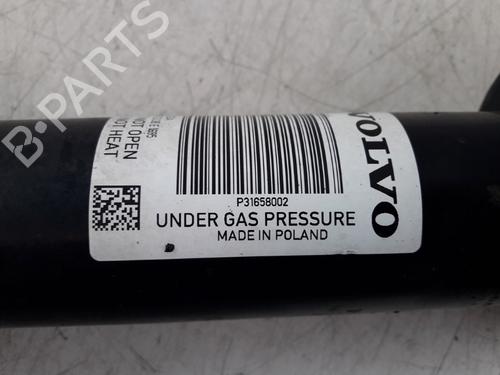 P31658002
UNDER GAS PRESSURE
MADE IN POLAND
VOLVO
OT OPEN
OT HEAT
B-PARTS